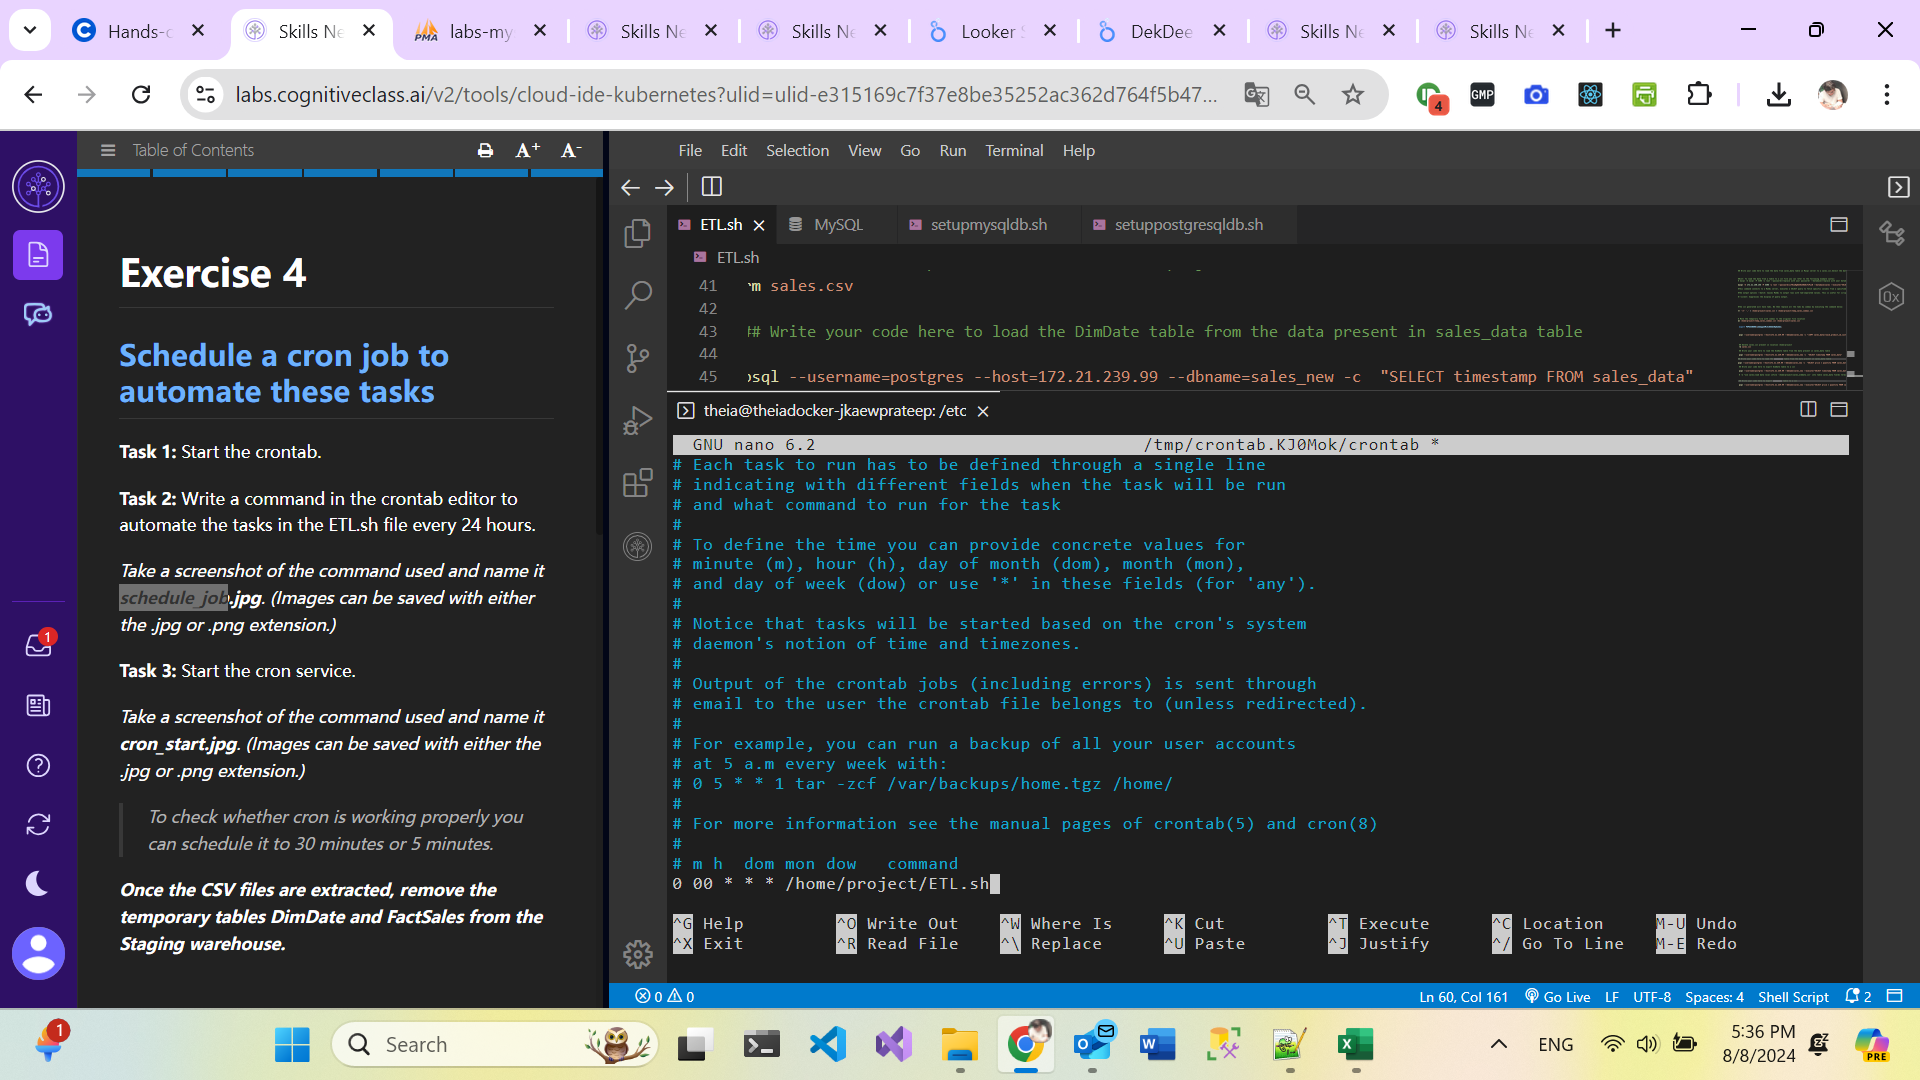 Hands-c
Skills Ne
labs-my
Skills Ne
Skills Ne
Looker S
DekDee
Skills Ne
Skills Ne
labs.cognitiveclass.ai/v2/tools/cloud-ide-kubernetes?ulid=ulid-e315169c7f37e8be35252ac362d764f5b47...
4
GMP
Table of Contents
A+
A-
Exercise 4
Schedule a cron job to
automate these tasks
Task 1: Start the crontab.
Task 2: Write a command in the crontab editor to
automate the tasks in the ETL.sh file every 24 hours.
Take a screenshot of the command used and name it
schedule_job.jpg. (Images can be saved with either
the .jpg or .png extension.)
Task 3: Start the cron service.
Take a screenshot of the command used and name it
cron_start.jpg. (Images can be saved with either the
.jpg or .png extension.)
To check whether cron is working properly you
can schedule it to 30 minutes or 5 minutes.
Once the CSV files are extracted, remove the
temporary tables DimDate and FactSales from the
Staging warehouse.
1
File Edit Selection View Go Run Terminal Help
ETL.sh
MySQL
setupmysqldb.sh
setuppostgresqldb.sh
ETL.sh
41 rm sales.csv
42
43 ## Write your code here to load the DimDate table from the data present in sales_data table
44
45 psql --username=postgres --host=172.21.239.99 --dbname=sales_new -c  "SELECT timestamp FROM sales_data"
theia@theiadocker-jkaewprateep: /etc
GNU nano 6.2 /tmp/crontab.KJ0Mok/crontab *
# Each task to run has to be defined through a single line
# indicating with different fields when the task will be run
# and what command to run for the task
#
# To define the time you can provide concrete values for
# minute (m), hour (h), day of month (dom), month (mon),
# and day of week (dow) or use '*' in these fields (for 'any').
#
# Notice that tasks will be started based on the cron's system
# daemon's notion of time and timezones.
#
# Output of the crontab jobs (including errors) is sent through
# email to the user the crontab file belongs to (unless redirected).
#
# For example, you can run a backup of all your user accounts
# at 5 a.m every week with:
# 0 5 * * 1 tar -zcf /var/backups/home.tgz /home/
#
# For more information see the manual pages of crontab(5) and cron(8)
#
# m h  dom mon dow   command
0 00 * * * /home/project/ETL.sh
^G Help ^O Write Out ^W Where Is ^K Cut ^T Execute ^C Location M-U Undo
^X Exit ^R Read File ^\ Replace ^U Paste ^J Justify ^/ Go To Line M-E Redo
0 0 Ln 60, Col 161 Go Live LF UTF-8 Spaces: 4 Shell Script 2
1
Search
ENG
5:36 PM
8/8/2024
PRE